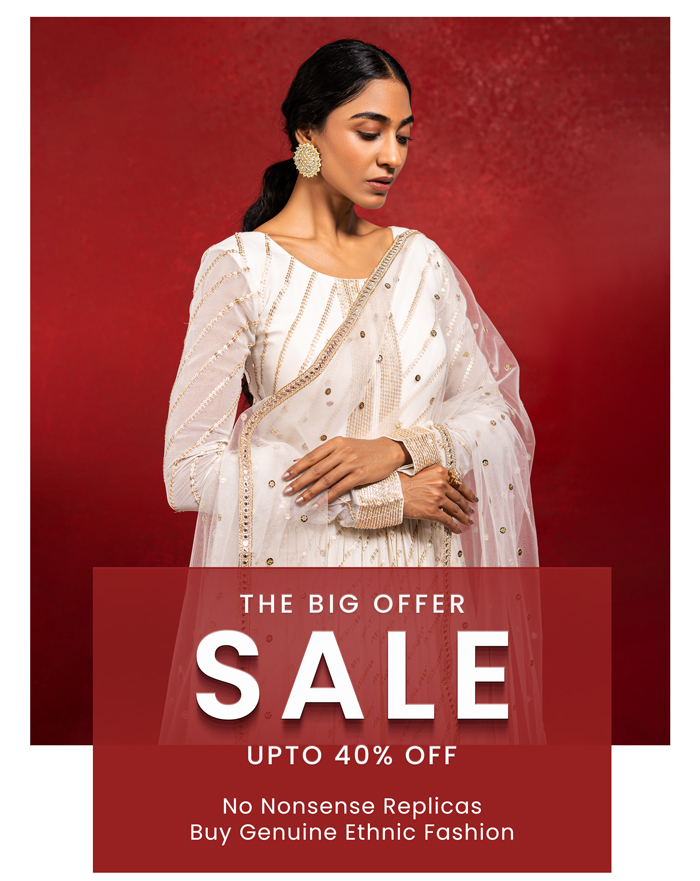 THE BIG OFFER
SALE
UPTO 40% OFF
No Nonsense Replicas
Buy Genuine Ethnic Fashion